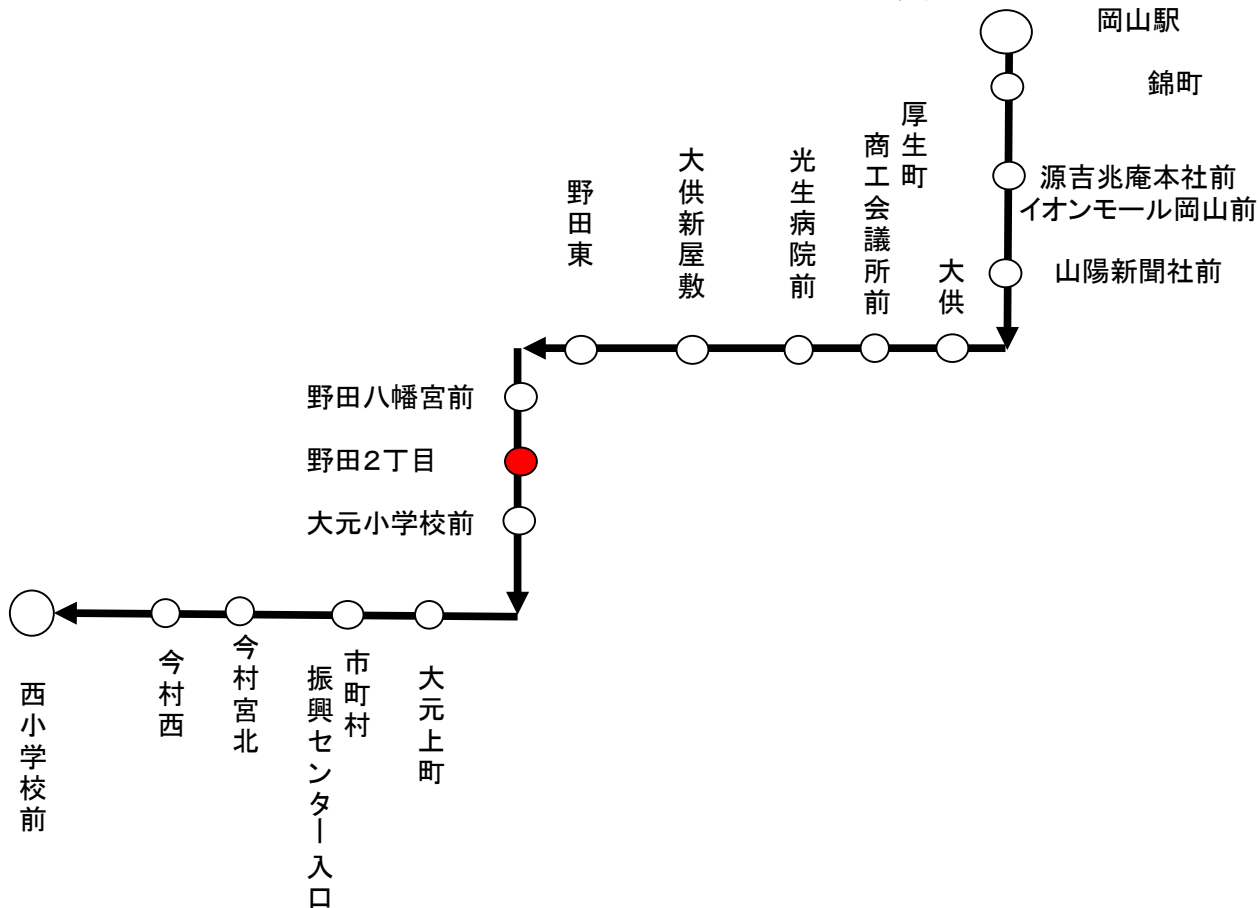 岡山駅
錦町
源吉兆庵本社前
イオンモール岡山前
山陽新聞社前
大供
厚生町
商工会議所前
光生病院前
大供新屋敷
野田東
野田八幡宮前
野田2丁目
大元小学校前
大元上町
市町村
振興センター入口
今村宮北
今村西
西小学校前